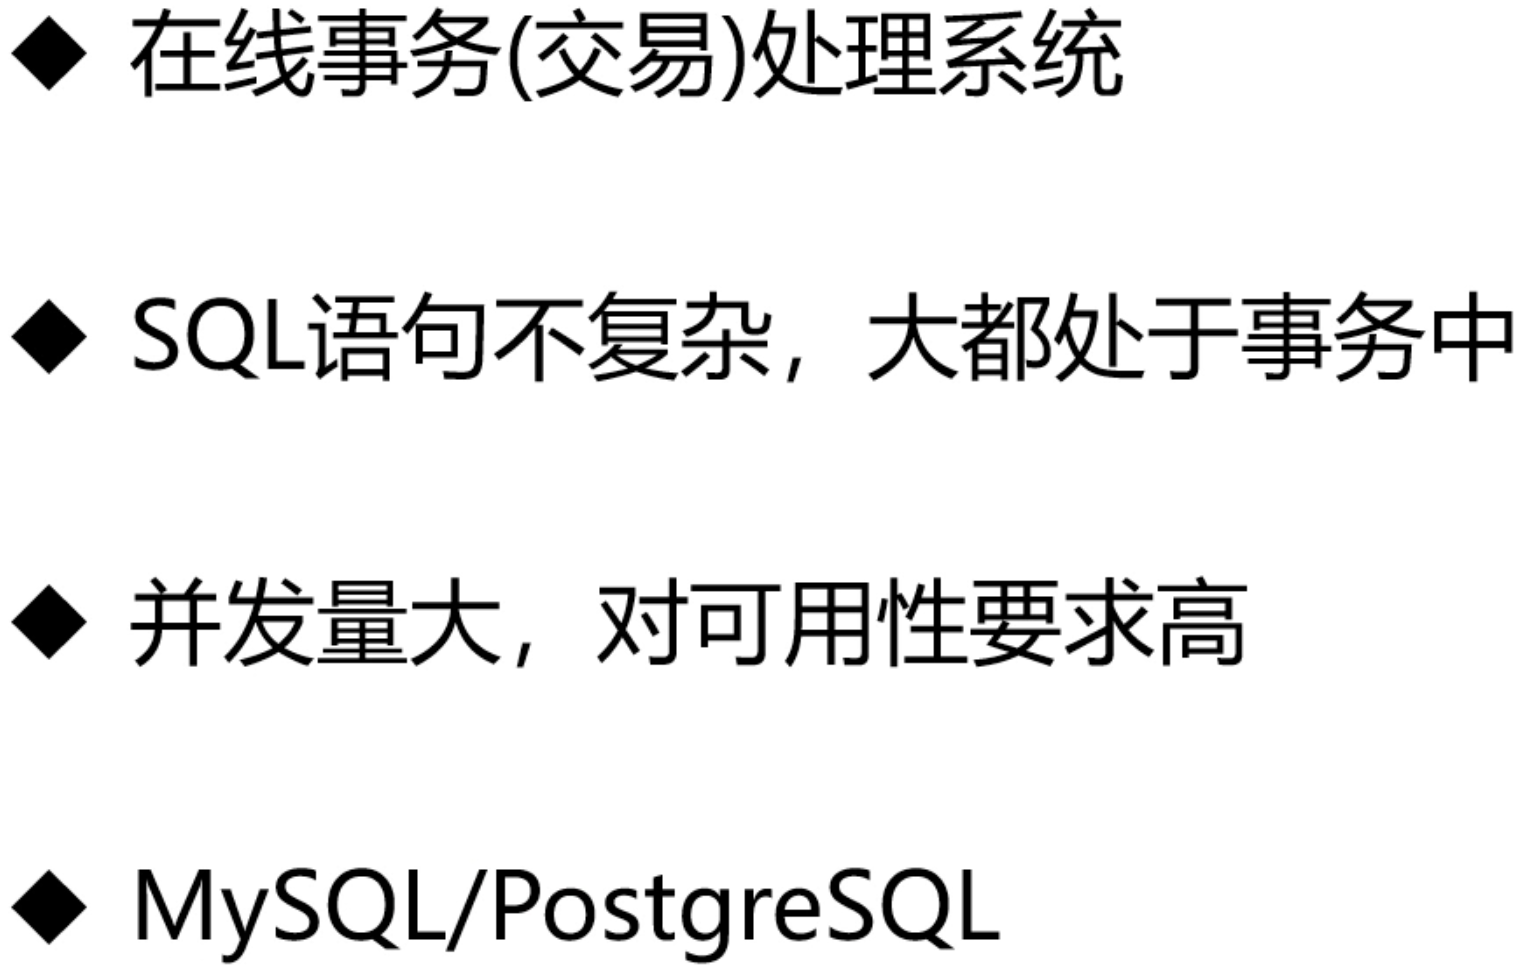 ◆ 在线事务(交易)处理系统
◆ SQL语句不复杂，大都处于事务中
◆ 并发量大，对可用性要求高
◆ MySQL/PostgreSQL